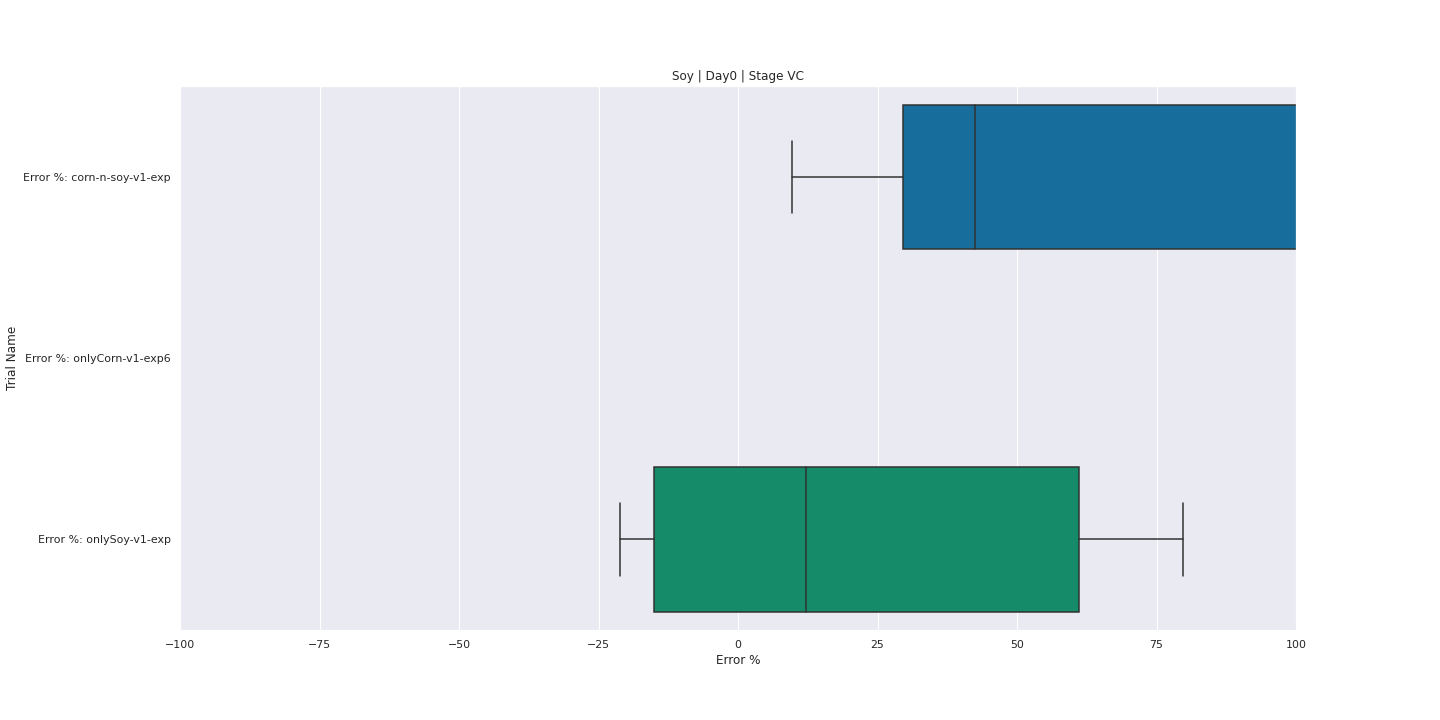 Soy | Day0 | Stage VC
Error %: corn-n-soy-v1-exp
Error %: onlyCorn-v1-exp6
Error %: onlySoy-v1-exp
Trial Name
−100 −75 −50 −25 0 25 50 75 100
Error %